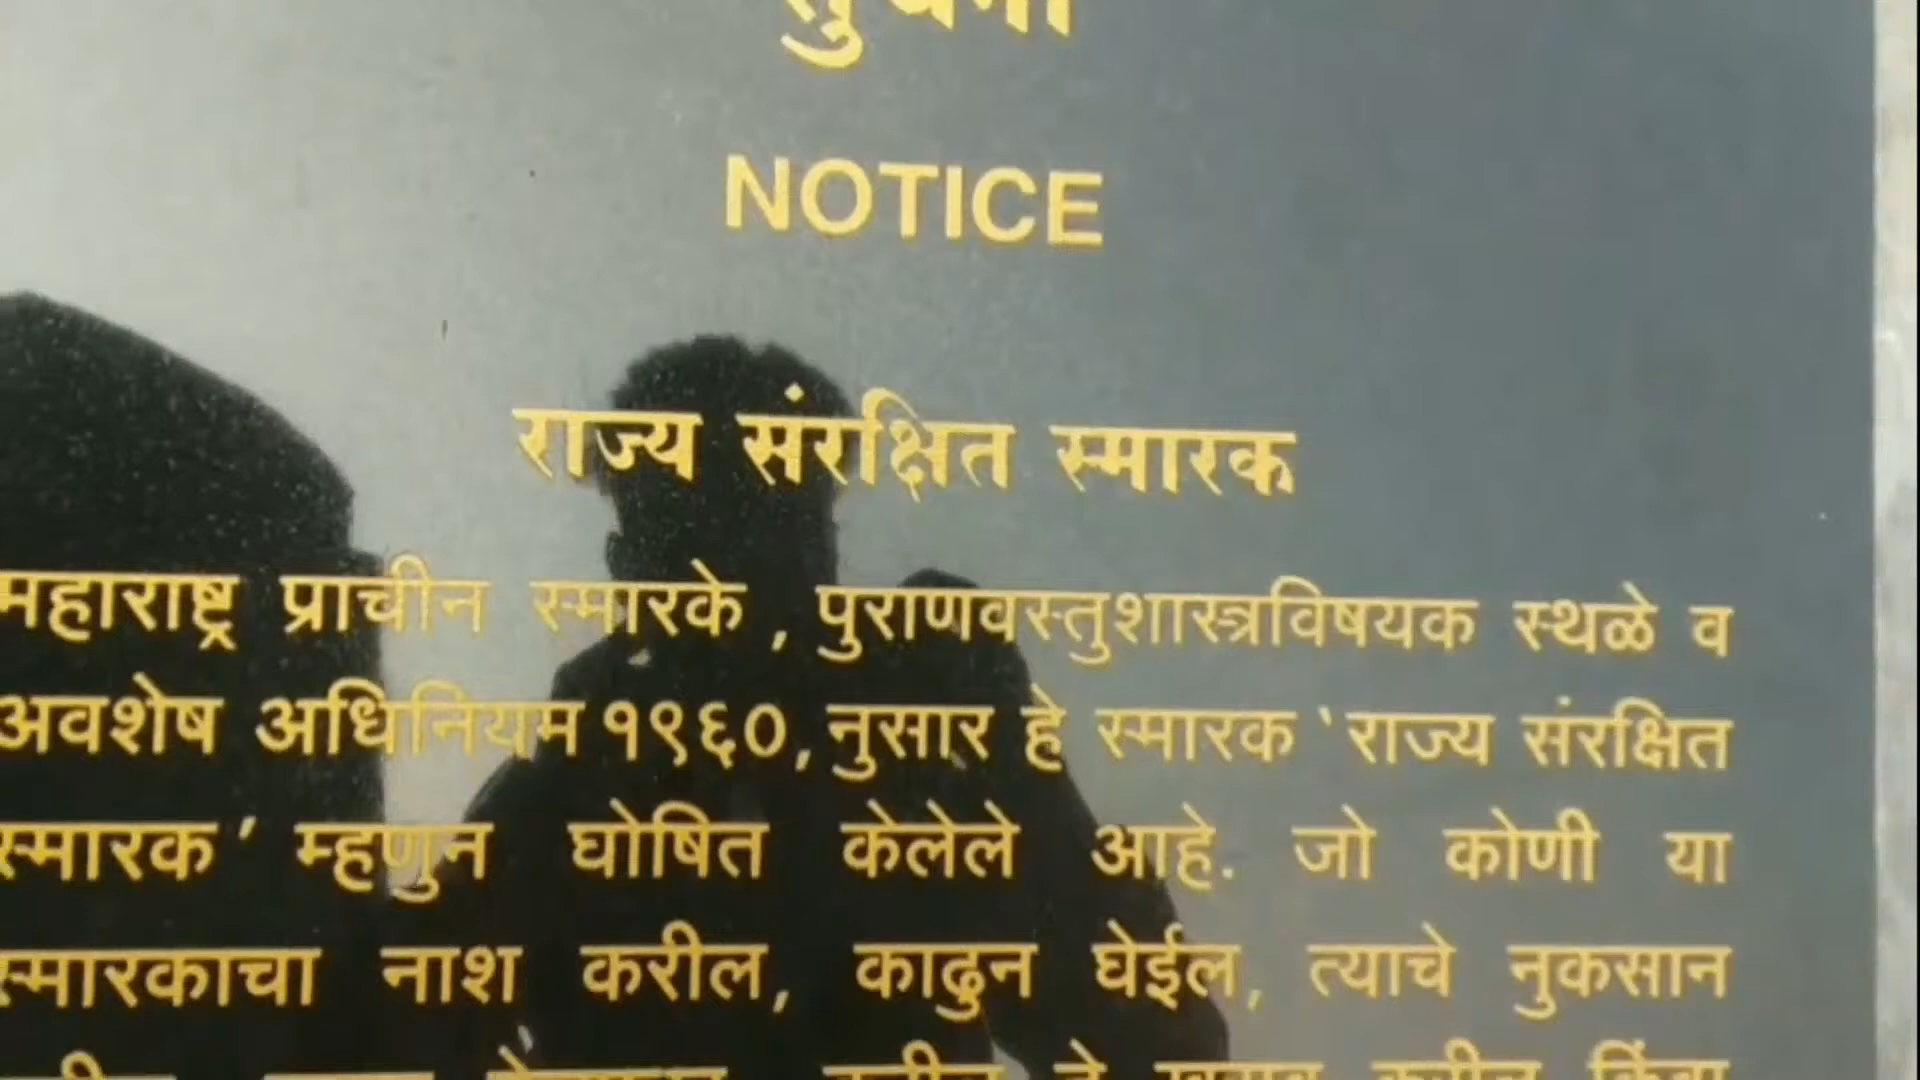 सुचना
NOTICE
राज्य संरक्षित स्मारक
महाराष्ट्र प्राचीन स्मारके , पुराणवस्तुशास्त्रविषयक स्थळे व
अवशेष अधिनियम १९६०, नुसार हे स्मारक ‘राज्य संरक्षित
स्मारक’ म्हणुन घोषित केलेले आहे. जो कोणी या
स्मारकाचा नाश करील, काढुन घेईल, त्याचे नुकसान
करील किंवा